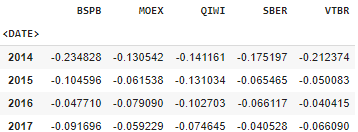 BSPB MOEX QIWI SBER VTBR
<DATE>
2014 -0.234828 -0.130542 -0.141161 -0.175197 -0.212374
2015 -0.104596 -0.061538 -0.131034 -0.065465 -0.050083
2016 -0.047710 -0.079090 -0.102703 -0.066117 -0.040415
2017 -0.091696 -0.059229 -0.074645 -0.040528 -0.066090